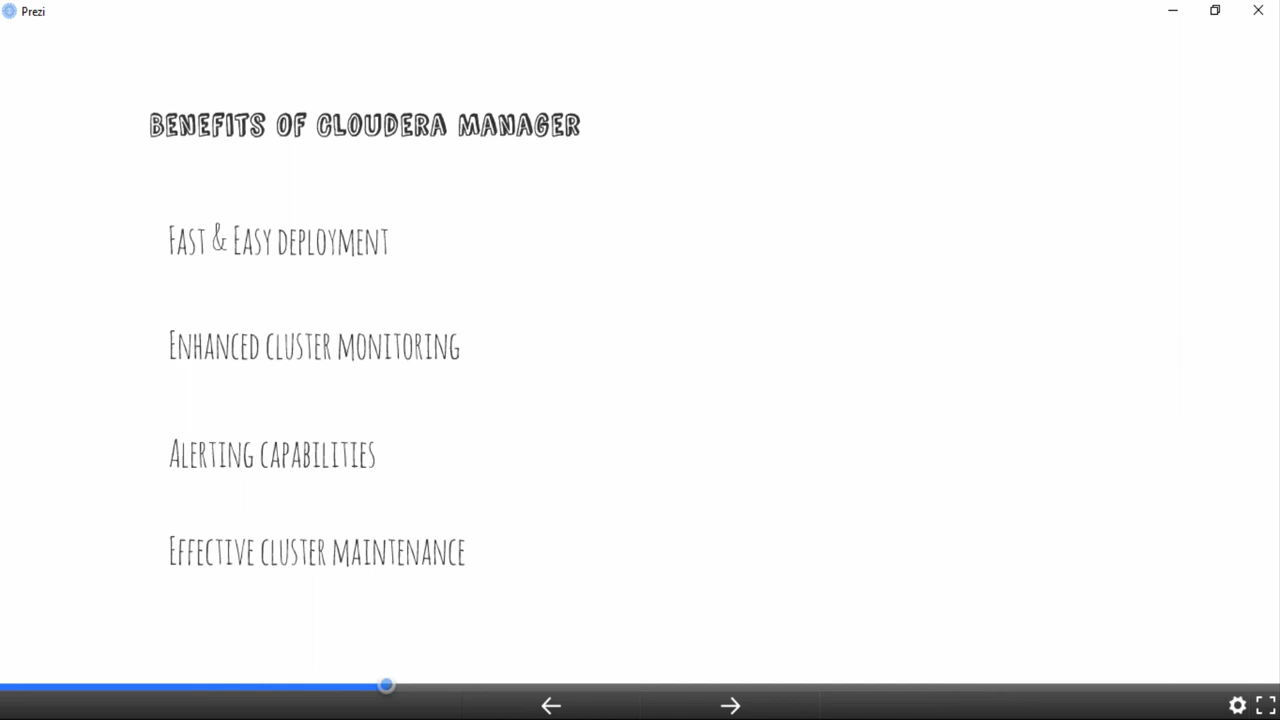 Prezi
BENEFITS OF CLOUDERA MANAGER
FAST & EASY DEPLOYMENT
ENHANCED CLUSTER MONITORING
ALERTING CAPABILITIES
EFFECTIVE CLUSTER MAINTENANCE